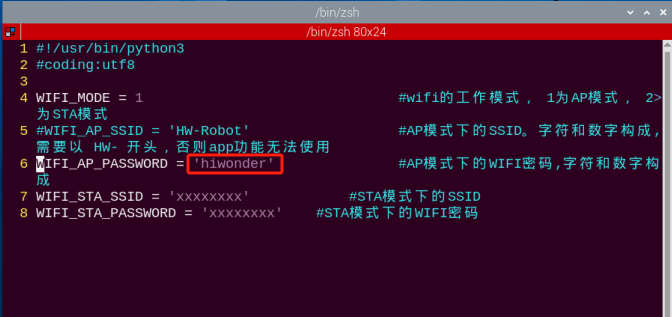 /bin/zsh
/bin/zsh 80x24
1 #!/usr/bin/python3
2 #coding:utf8
3
4 WIFI_MODE = 1 #wifi的工作模式, 1为AP模式, 2>
为STA模式
5 #WIFI_AP_SSID = 'HW-Robot' #AP模式下的SSID。字符和数字构成,
需要以 HW- 开头,否则app功能无法使用
6 WIFI_AP_PASSWORD = 'hiwonder' #AP模式下的WIFI密码,字符和数字构
成
7 WIFI_STA_SSID = 'xxxxxxxx' #STA模式下的SSID
8 WIFI_STA_PASSWORD = 'xxxxxxxx' #STA模式下的WIFI密码